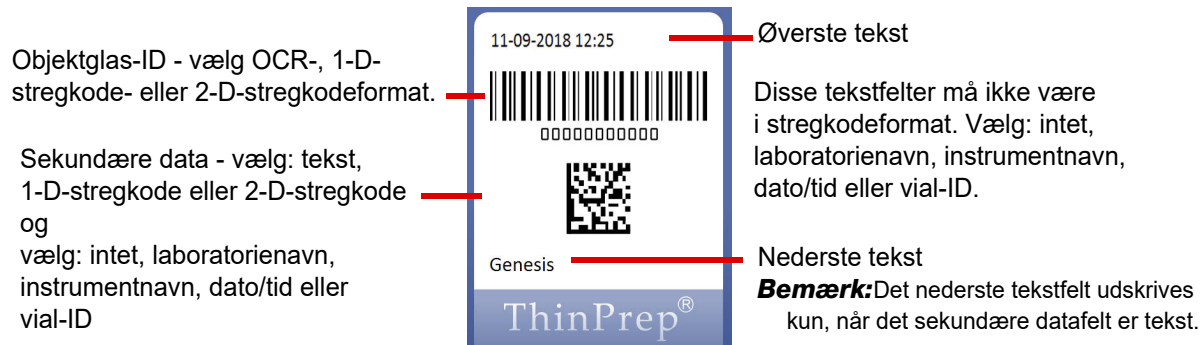 Objektglas-ID - vælg OCR-, 1-D-
stregkode- eller 2-D-stregkodeformat.
Sekundære data - vælg: tekst,
1-D-stregkode eller 2-D-stregkode
og
vælg: intet, laboratorienavn,
instrumentnavn, dato/tid eller
vial-ID
11-09-2018 12:25
00000000000
Genesis
ThinPrep®
Øverste tekst
Disse tekstfelter må ikke være
i stregkodeformat. Vælg: intet,
laboratorienavn, instrumentnavn,
dato/tid eller vial-ID.
Nederste tekst
Bemærk:Det nederste tekstfelt udskrives
kun, når det sekundære datafelt er tekst.